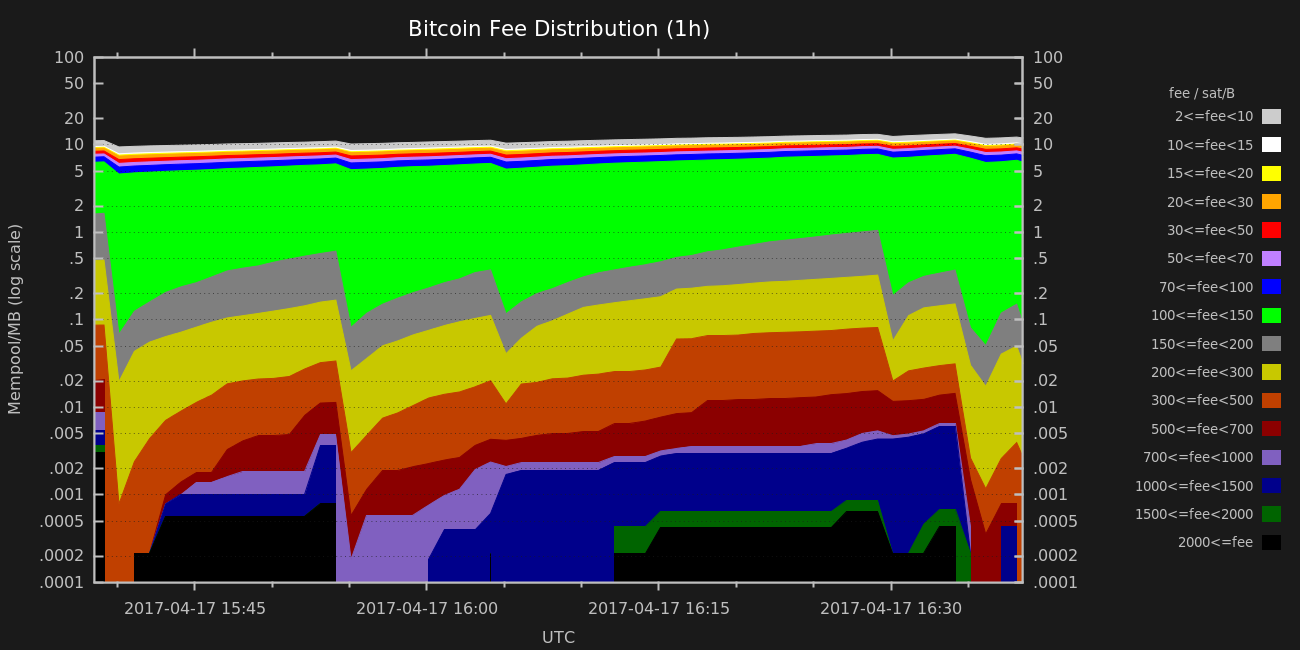 Bitcoin Fee Distribution (1h)
100
50
20
10
5
2
1
.5
.2
.1
.05
.02
.01
.005
.002
.001
.0005
.0002
.0001
Mempool/MB (log scale)
100
50
20
10
5
2
1
.5
.2
.1
.05
.02
.01
.005
.002
.001
.0005
.0002
.0001
2017-04-17 15:45
2017-04-17 16:00
2017-04-17 16:15
2017-04-17 16:30
UTC
fee / sat/B
2<=fee<10
10<=fee<15
15<=fee<20
20<=fee<30
30<=fee<50
50<=fee<70
70<=fee<100
100<=fee<150
150<=fee<200
200<=fee<300
300<=fee<500
500<=fee<700
700<=fee<1000
1000<=fee<1500
1500<=fee<2000
2000<=fee